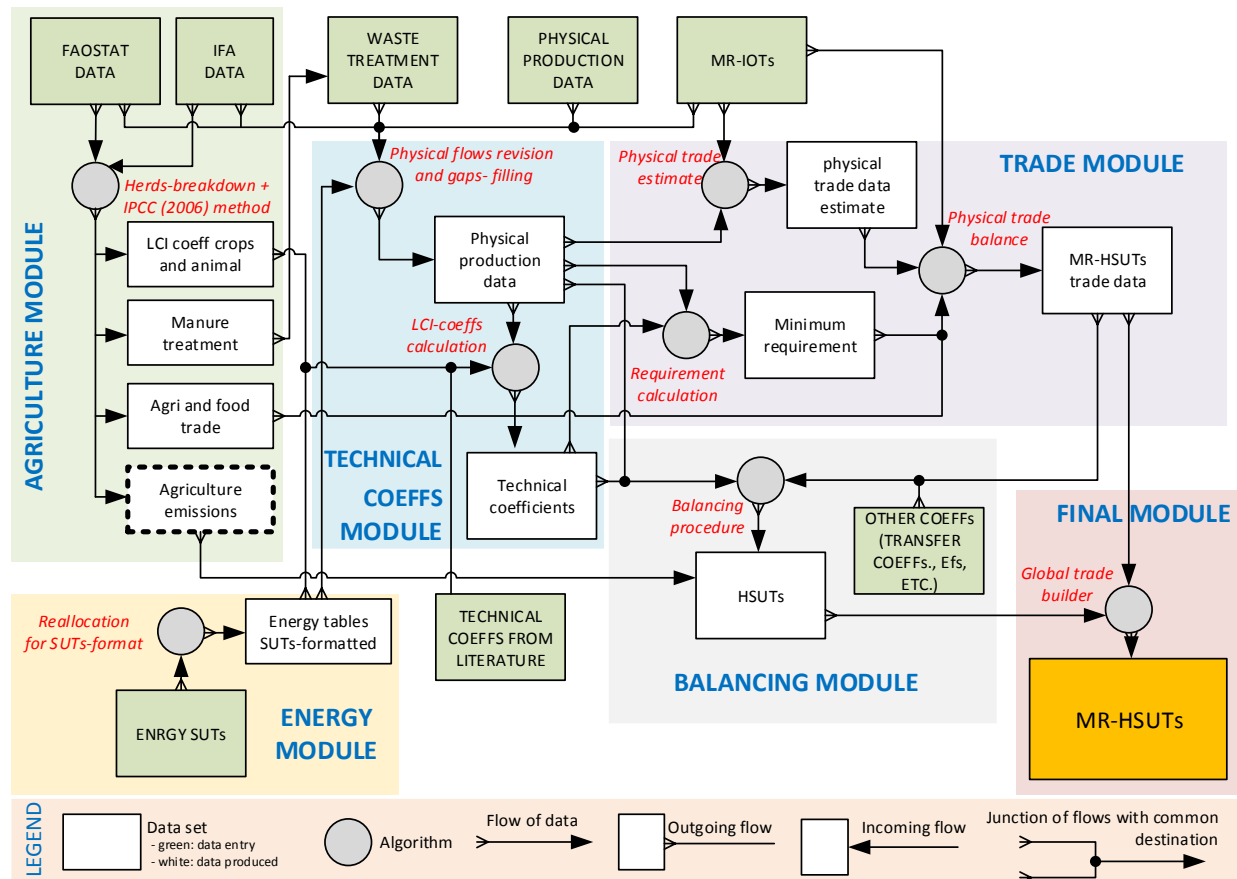 FAOSTAT
DATA
IFA
DATA
WASTE
TREATMENT
DATA
PHYSICAL
PRODUCTION
DATA
MR-IOTs
AGRICULTURE MODULE
Herds-breakdown +
IPCC (2006) method
LCI coeff crops
and animal
Manure
treatment
Agri and food
trade
Agriculture
emissions
Physical flows revision
and gaps- filling
Physical
production
data
LCI-coeffs
calculation
TECHNICAL
COEFFS
MODULE
Technical
coefficients
TRADE MODULE
Physical trade
estimate
physical
trade data
estimate
Physical trade
balance
MR-HSUTs
trade data
Minimum
requirement
Requirement
calculation
Balancing
procedure
OTHER COEFFs
(TRANSFER
COEFFs., Efs,
ETC.)
HSUTs
BALANCING MODULE
FINAL MODULE
Global trade
builder
MR-HSUTs
Reallocation
for SUTs-format
Energy tables
SUTs-formatted
ENRGY SUTs
ENERGY
MODULE
TECHNICAL
COEFFS FROM
LITERATURE
LEGEND
Data set
- green: data entry
- white: data produced
Algorithm
Flow of data
Outgoing flow
Incoming flow
Junction of flows with common
destination